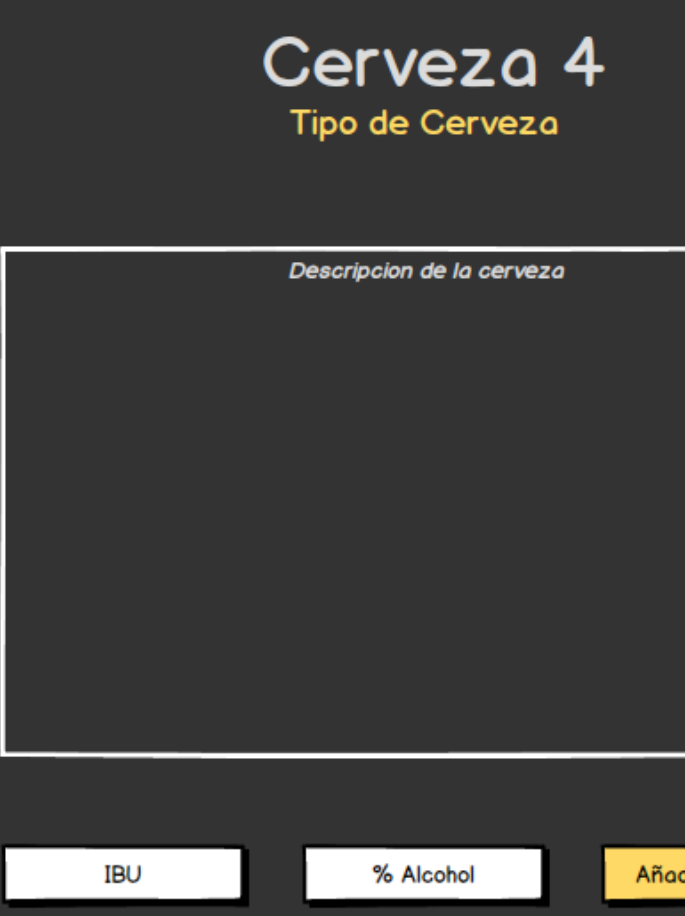 Cerveza 4
Tipo de Cerveza
Descripcion de la cerveza
IBU
% Alcohol